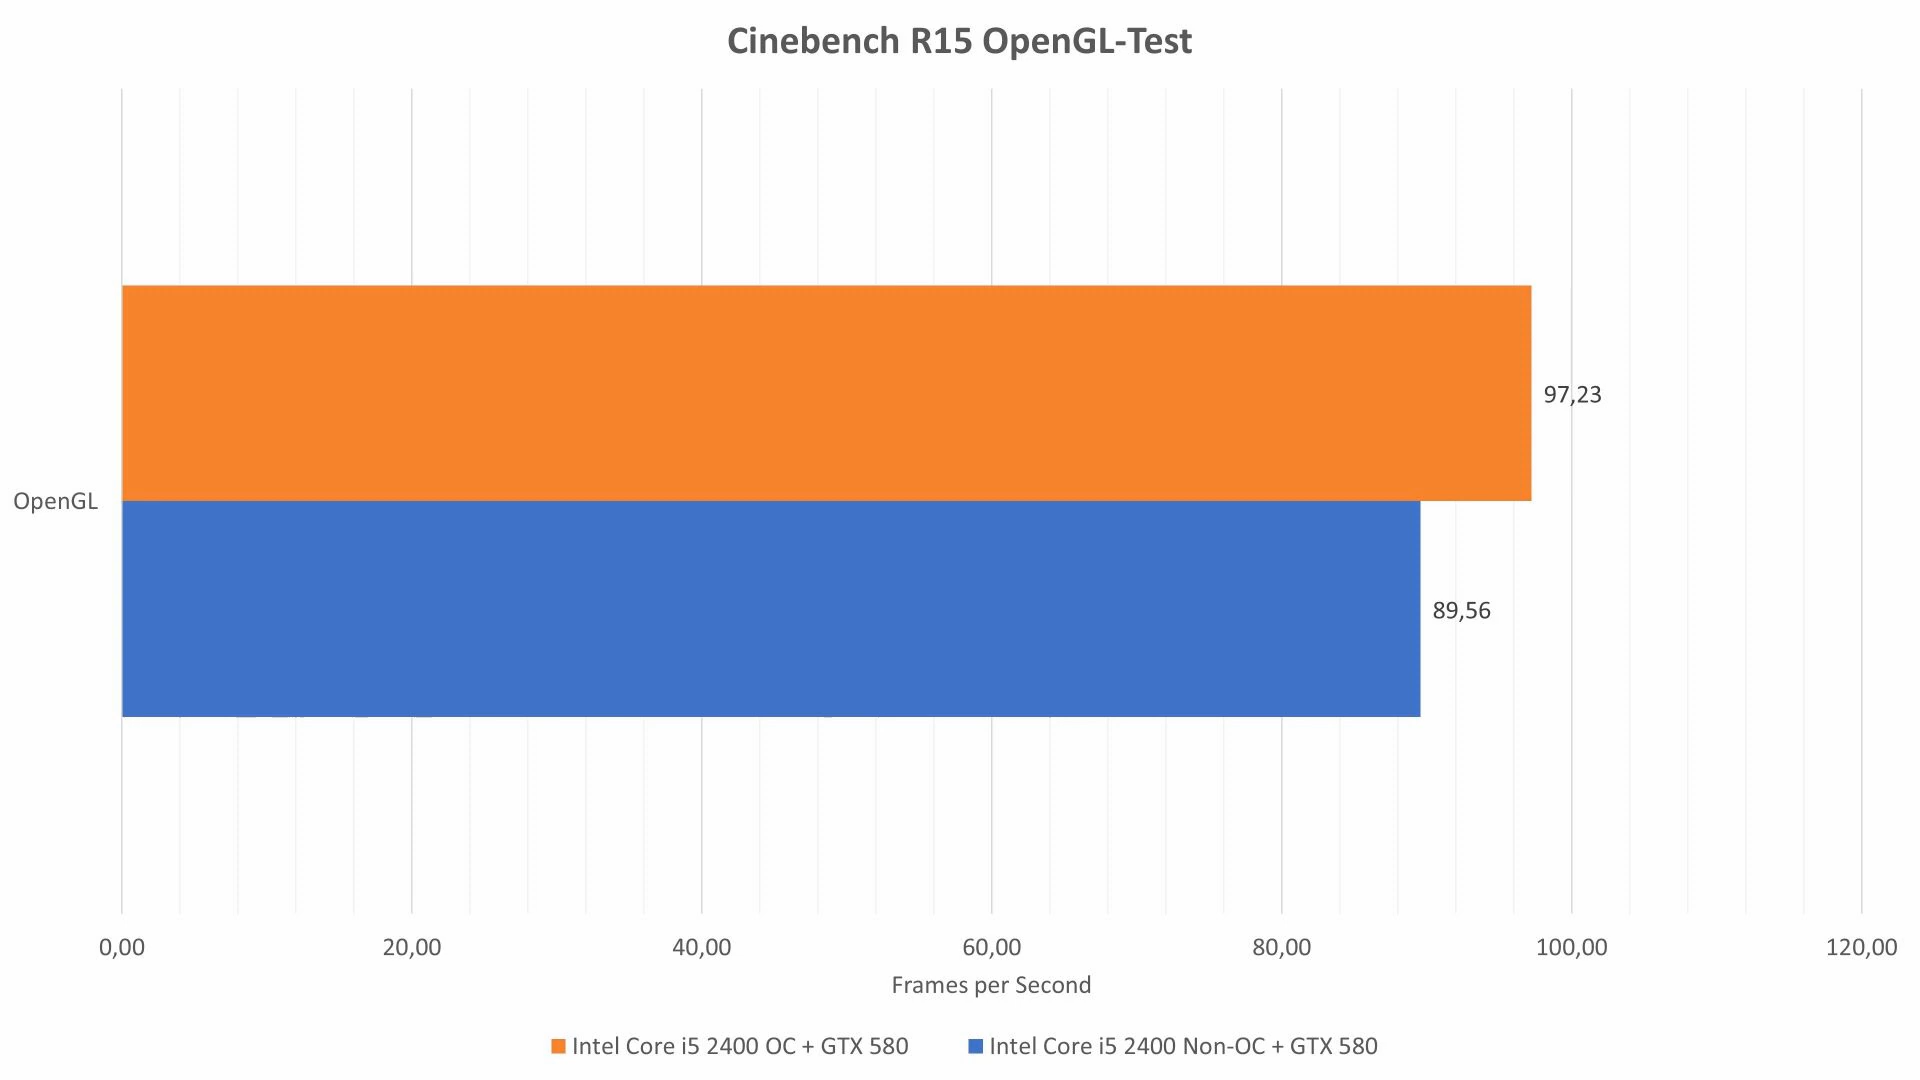 Cinebench R15 OpenGL-Test
97,23
OpenGL
89,56
0,00 20,00 40,00 60,00 80,00 100,00 120,00
Frames per Second
Intel Core i5 2400 OC + GTX 580 Intel Core i5 2400 Non-OC + GTX 580